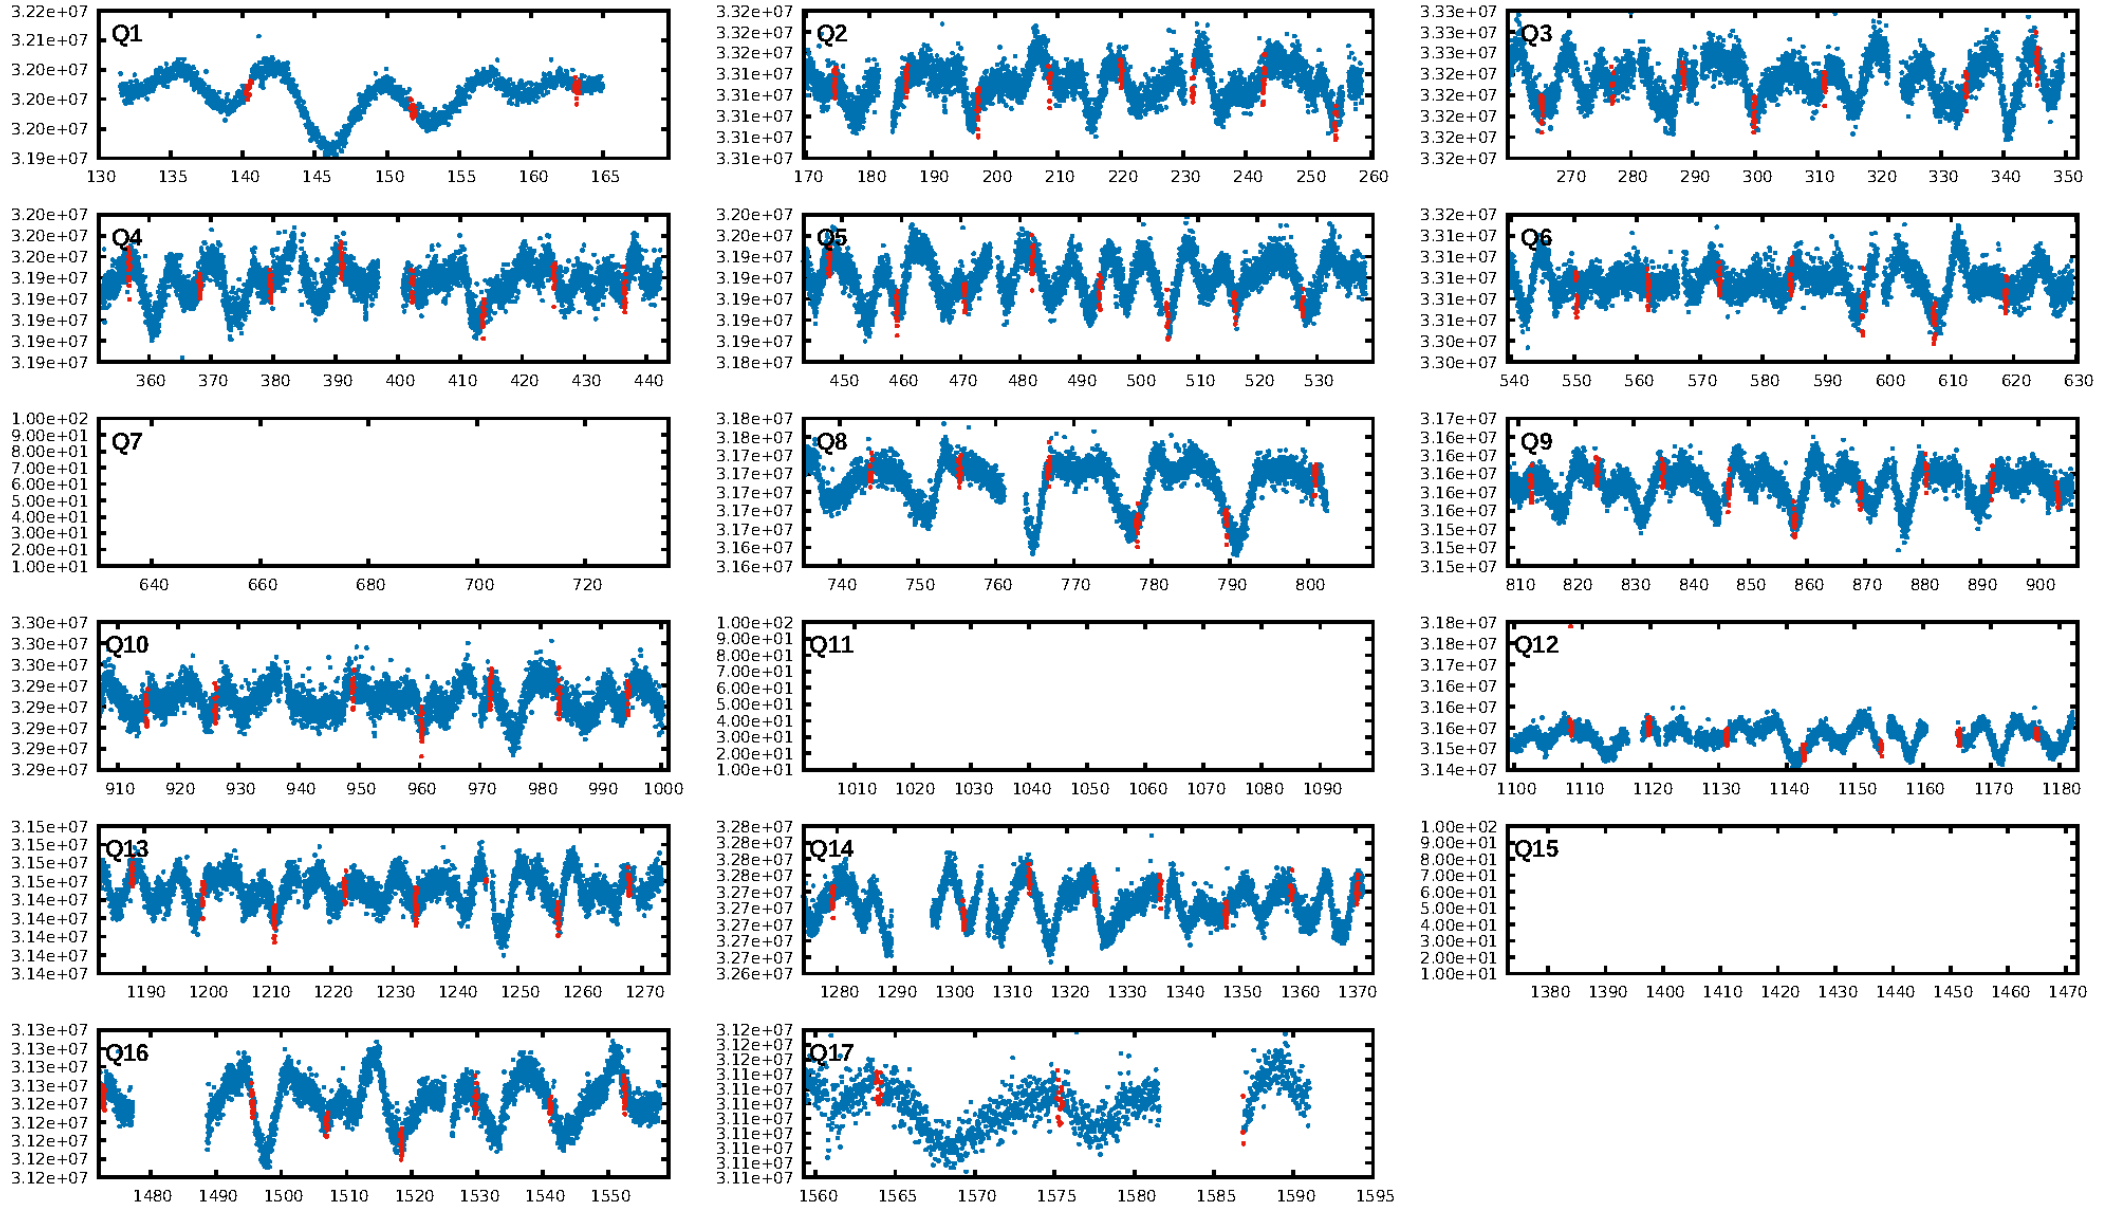 3.22e+07 3.21e+07 3.20e+07 3.20e+07 3.20e+07 3.19e+07
Q1
130 135 140 145 150 155 160 165
3.32e+07 3.32e+07 3.32e+07 3.31e+07 3.31e+07 3.31e+07 3.31e+07
Q2
170 180 190 200 210 220 230 240 250 260
3.33e+07 3.33e+07 3.33e+07 3.32e+07 3.32e+07 3.32e+07 3.32e+07
Q3
270 280 290 300 310 320 330 340 350
3.20e+07 3.20e+07 3.20e+07 3.19e+07 3.19e+07 3.19e+07 3.19e+07 3.19e+07
Q4
360 370 380 390 400 410 420 430 440
3.20e+07 3.20e+07 3.19e+07 3.19e+07 3.19e+07 3.19e+07 3.19e+07 3.18e+07
Q5
450 460 470 480 490 500 510 520 530
3.32e+07 3.31e+07 3.31e+07 3.31e+07 3.31e+07 3.31e+07 3.30e+07 3.30e+07
Q6
540 550 560 570 580 590 600 610 620 630
1.00e+02 9.00e+01 8.00e+01 7.00e+01 6.00e+01 5.00e+01 4.00e+01 3.00e+01 2.00e+01 1.00e+01
Q7
640 660 680 700 720
3.18e+07 3.18e+07 3.17e+07 3.17e+07 3.17e+07 3.17e+07 3.17e+07 3.16e+07 3.16e+07
Q8
740 750 760 770 780 790 800
3.17e+07 3.16e+07 3.16e+07 3.16e+07 3.16e+07 3.16e+07 3.15e+07 3.15e+07 3.15e+07
Q9
810 820 830 840 850 860 870 880 890 900
3.30e+07 3.30e+07 3.30e+07 3.29e+07 3.29e+07 3.29e+07 3.29e+07 3.29e+07
Q10
910 920 930 940 950 960 970 980 990 1000
1.00e+02 9.00e+01 8.00e+01 7.00e+01 6.00e+01 5.00e+01 4.00e+01 3.00e+01 2.00e+01 1.00e+01
Q11
1010 1020 1030 1040 1050 1060 1070 1080 1090
3.18e+07 3.18e+07 3.17e+07 3.16e+07 3.16e+07 3.15e+07 3.15e+07 3.14e+07
Q12
1100 1110 1120 1130 1140 1150 1160 1170 1180
3.15e+07 3.15e+07 3.15e+07 3.15e+07 3.14e+07 3.14e+07 3.14e+07 3.14e+07 3.14e+07
Q13
1190 1200 1210 1220 1230 1240 1250 1260 1270
3.28e+07 3.28e+07 3.28e+07 3.28e+07 3.27e+07 3.27e+07 3.27e+07 3.27e+07 3.27e+07 3.26e+07
Q14
1280 1290 1300 1310 1320 1330 1340 1350 1360 1370
1.00e+02 9.00e+01 8.00e+01 7.00e+01 6.00e+01 5.00e+01 4.00e+01 3.00e+01 2.00e+01 1.00e+01
Q15
1380 1390 1400 1410 1420 1430 1440 1450 1460 1470
3.13e+07 3.13e+07 3.13e+07 3.13e+07 3.12e+07 3.12e+07 3.12e+07 3.12e+07 3.12e+07
Q16
1480 1490 1500 1510 1520 1530 1540 1550
3.12e+07 3.12e+07 3.12e+07 3.11e+07 3.11e+07 3.11e+07 3.11e+07 3.11e+07 3.11e+07 3.11e+07
Q17
1560 1565 1570 1575 1580 1585 1590 1595